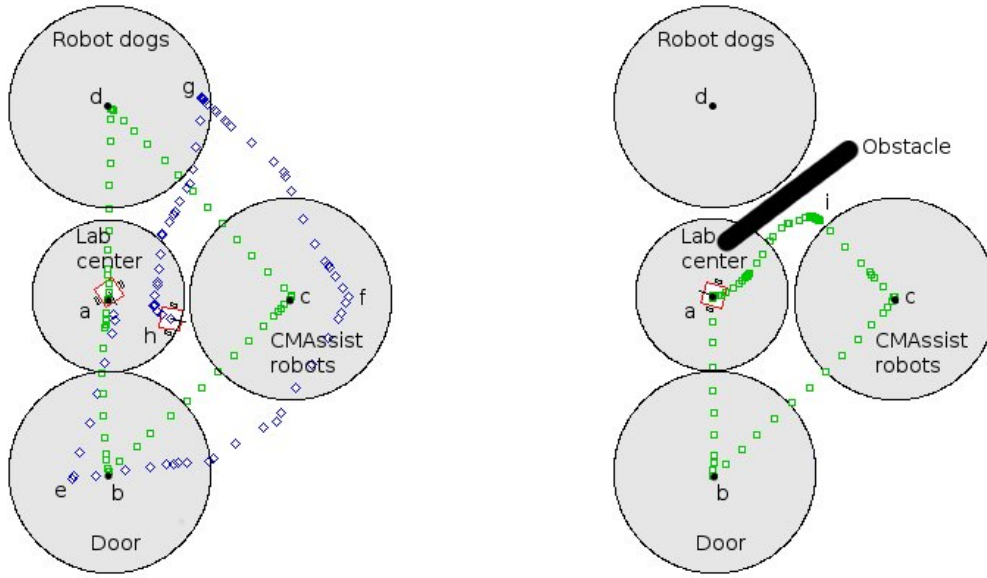 Robot dogs
d
g
Lab
center
a
h
c
f
CMAssist
robots
e
b
Door
Robot dogs
d
Obstacle
i
Lab
center
a
c
CMAssist
robots
b
Door